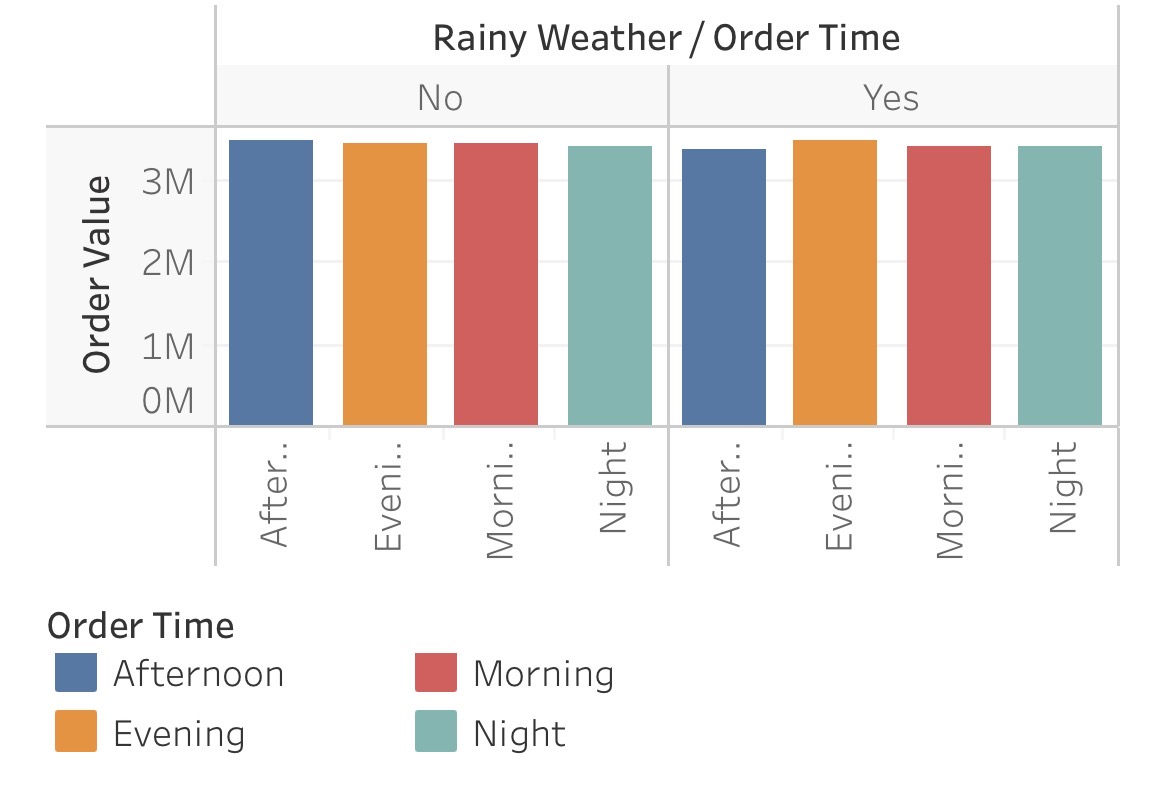 Rainy Weather / Order Time
No
Yes
Order Value
3M
2M
1M
0M
After..
Eveni..
Morni..
Night
After..
Eveni..
Morni..
Night
Order Time
Afternoon
Morning
Evening
Night